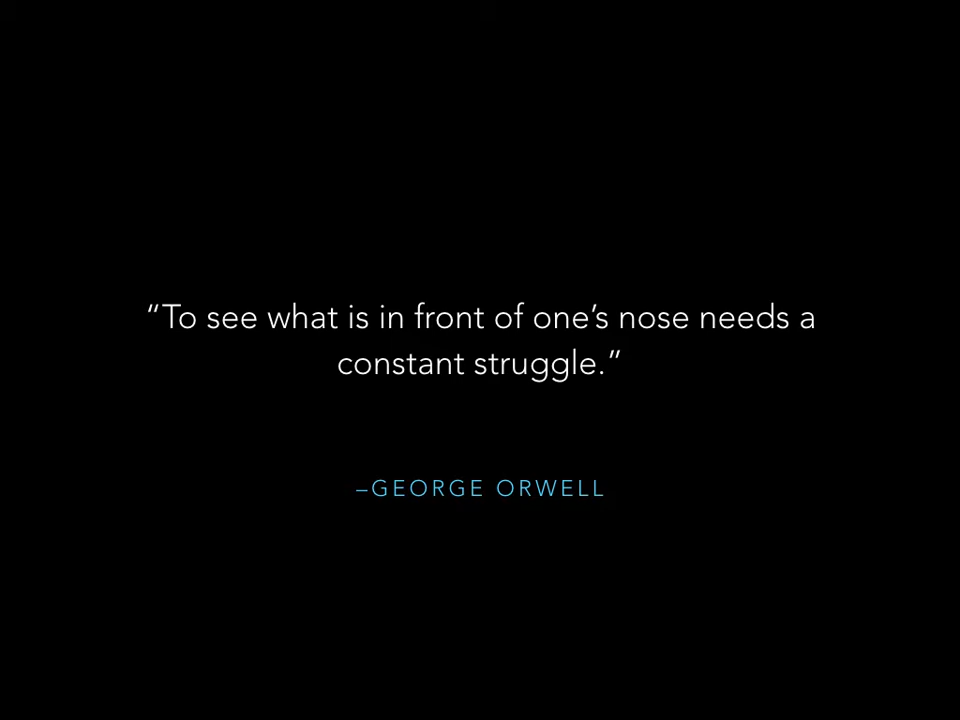 “To see what is in front of one’s nose needs a
constant struggle.”
–GEORGE ORWELL